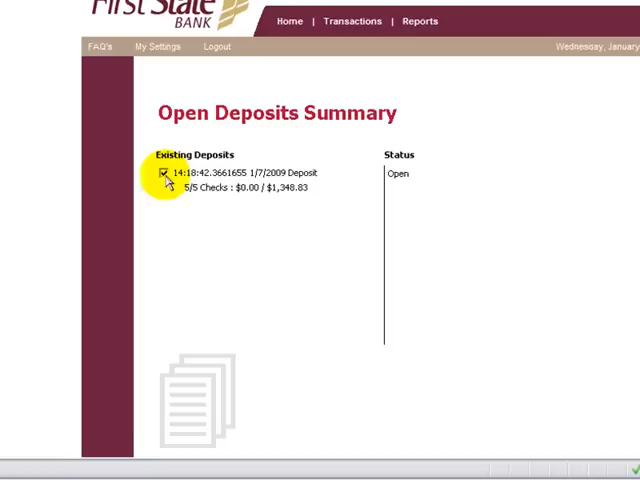 First State
BANK
Home | Transactions | Reports
FAQ's My Settings Logout Wednesday, January
Open Deposits Summary
Existing Deposits Status
14:18:42.3661655 1/7/2009 Deposit Open
5/5 Checks : $0.00 / $1,348.83